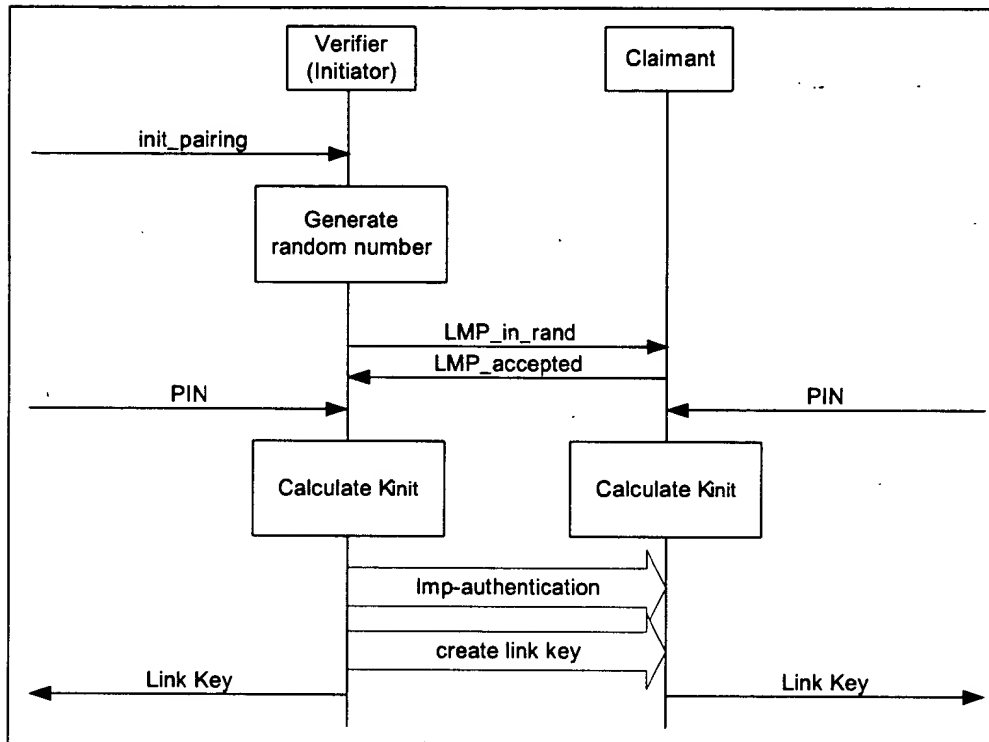 Verifier
(Initiator)
Claimant
init_pairing
Generate
random number
LMP_in_rand
LMP_accepted
PIN
PIN
Calculate Kinit
Calculate Kinit
lmp-authentication
create link key
Link Key
Link Key